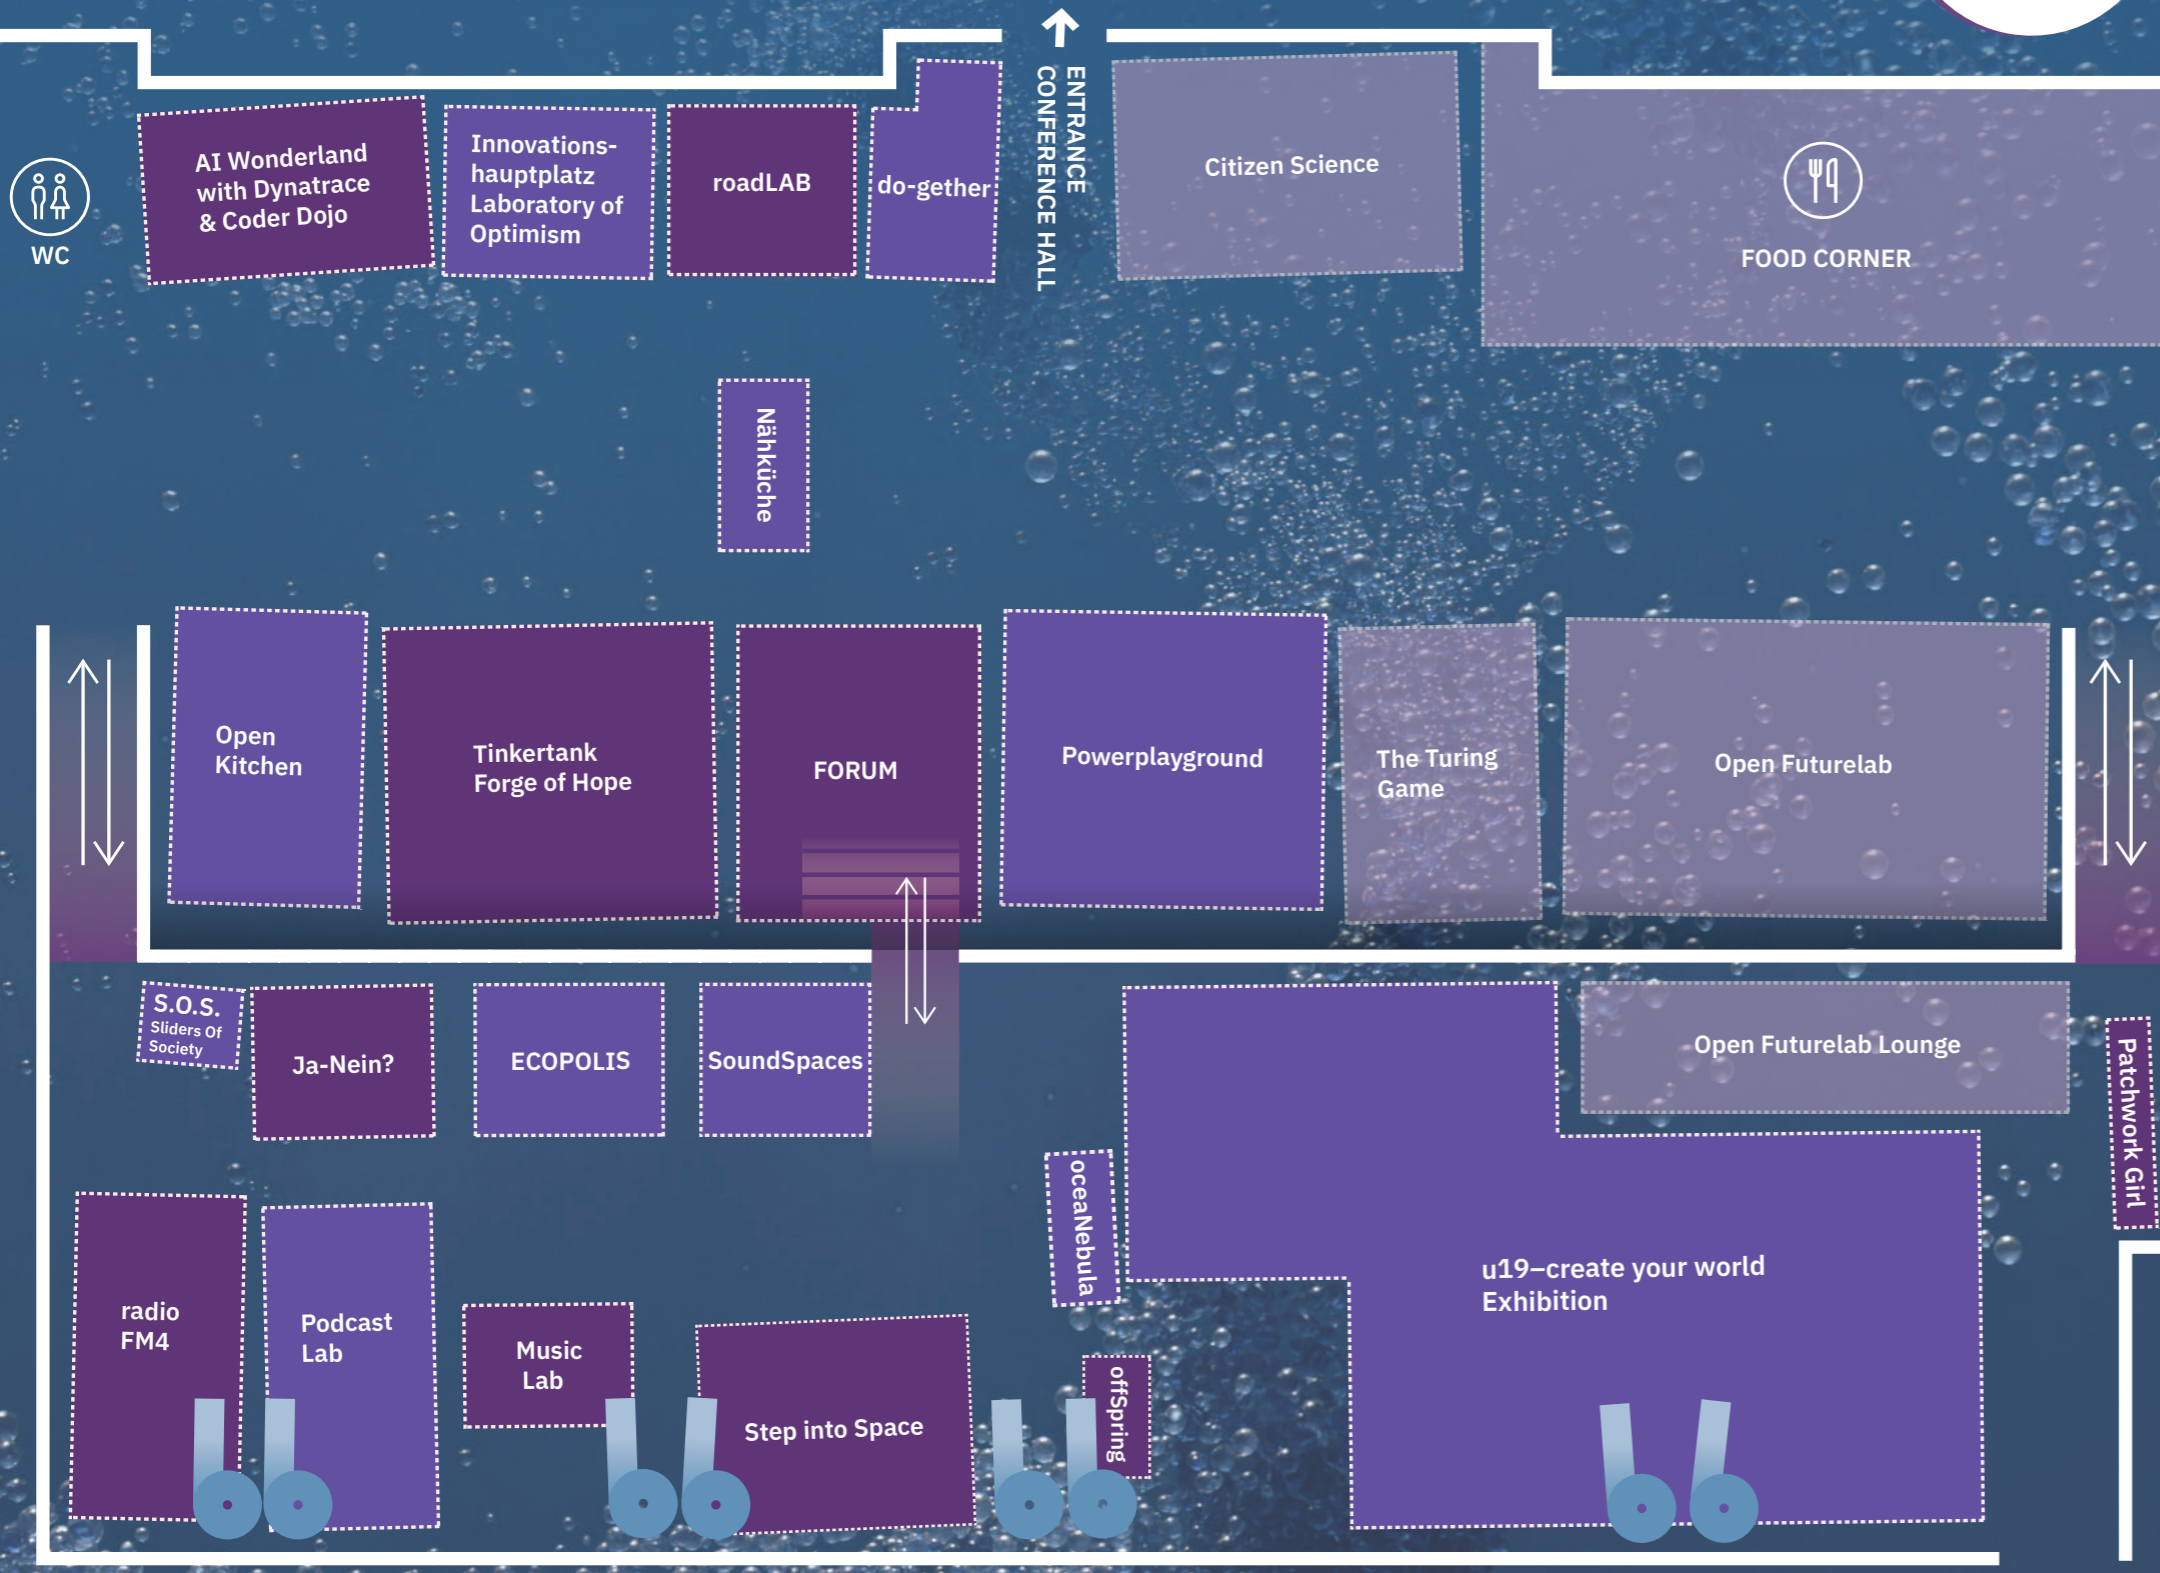 ENTRANCE
CONFERENCE HALL
AI Wonderland
with Dynatrace
& Coder Dojo
Innovations-
hauptplatz
Laboratory of
Optimism
roadLAB
do-gether
Citizen Science
FOOD CORNER
WC
Nähküche
Open
Kitchen
Tinkertank
Forge of Hope
FORUM
Powerplayground
The Turing
Game
Open Futurelab
S.O.S.
Sliders Of
Society
Ja-Nein?
ECOPOLIS
SoundSpaces
Open Futurelab Lounge
Patchwork Girl
oceaNebula
u19–create your world
Exhibition
radio
FM4
Podcast
Lab
Music
Lab
Step into Space
offSpring